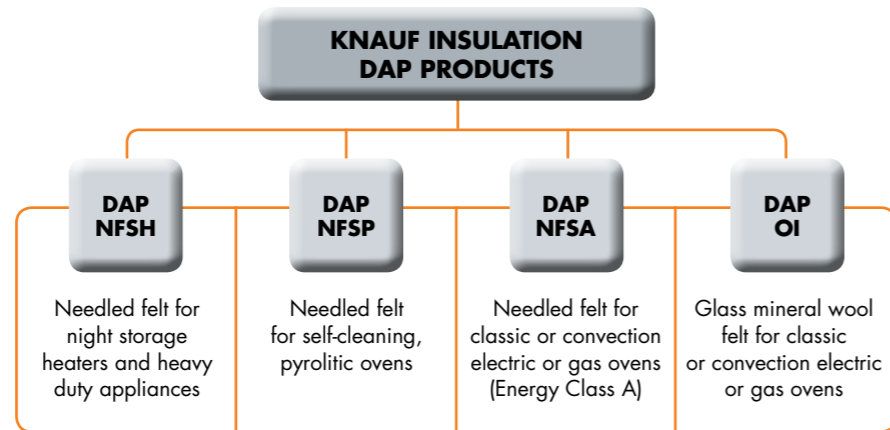 KNAUF INSULATION
DAP PRODUCTS
DAP
NFSH
Needled felt for
night storage
heaters and heavy
duty appliances
DAP
NFSP
Needled felt
for self-cleaning,
pyrolitic ovens
DAP
NFSA
Needled felt for
classic or convection
electric or gas ovens
(Energy Class A)
DAP
OI
Glass mineral wool
felt for classic
or convection electric
or gas ovens